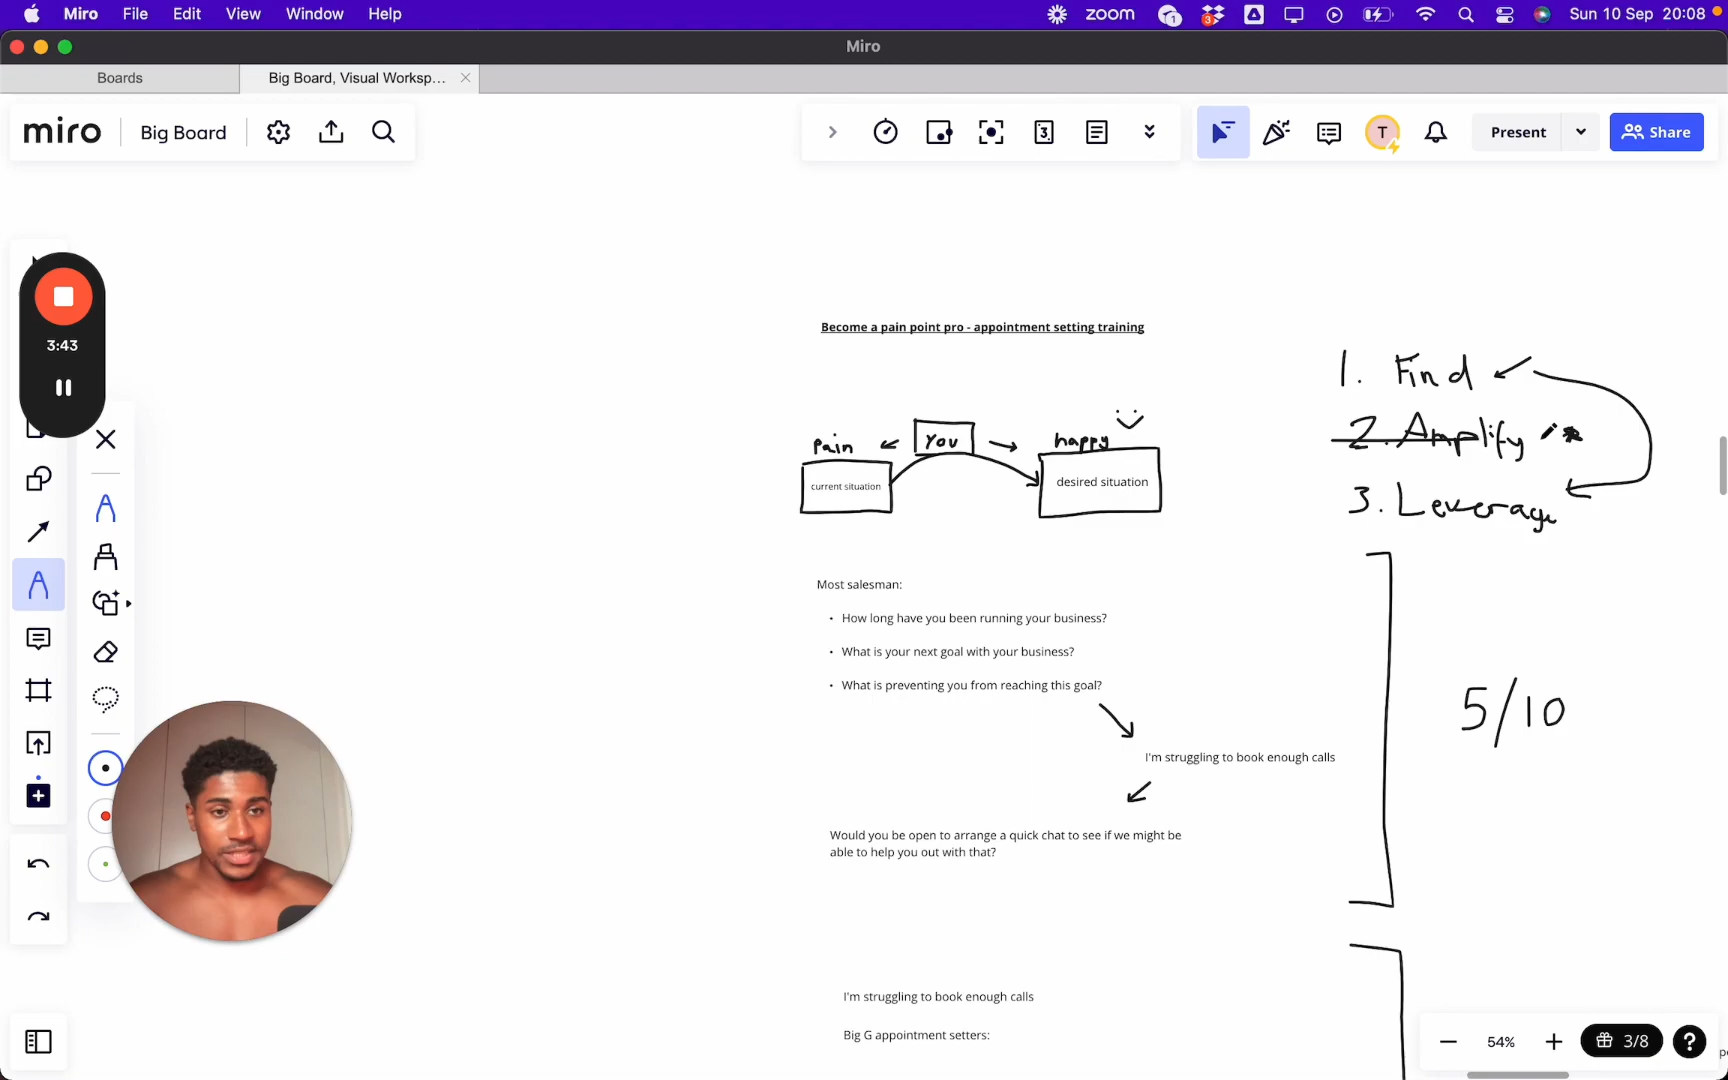 Miro File Edit View Window Help
zoom 1 3 Sun 10 Sep 20:08
Miro
Boards
Big Board, Visual Worksp...
miro Big Board
3 T Present Share
3:43
Become a pain point pro - appointment setting training
1. Find
2. Amplify
3. Leverage
pain You happy
current situation
desired situation
Most salesman:
• How long have you been running your business?
• What is your next goal with your business?
• What is preventing you from reaching this goal?
5/10
I'm struggling to book enough calls
Would you be open to arrange a quick chat to see if we might be
able to help you out with that?
I'm struggling to book enough calls
Big G appointment setters:
54% 3/8 ?